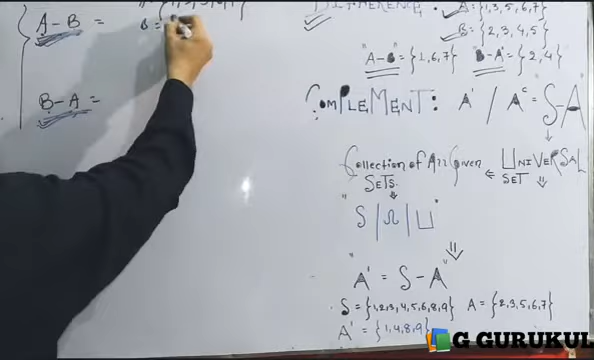 A-B =
B =
B-A =
DIFFERENCE:
A = {1,3,5,6,7}
B = {2,3,4,5}
"A-B" = {1,6,7} "B-A" = {2,4}
COMPLEMENT: A' / Aᶜ = S-A
Collection of All Given SETS. ⇐ UNIVERSAL SET
"S | Ω | U"
"A' = S-A"
S = {1,2,3,4,5,6,8,9} A = {2,3,5,6,7}
A' = {1,4,8,9}
G GURUKUL